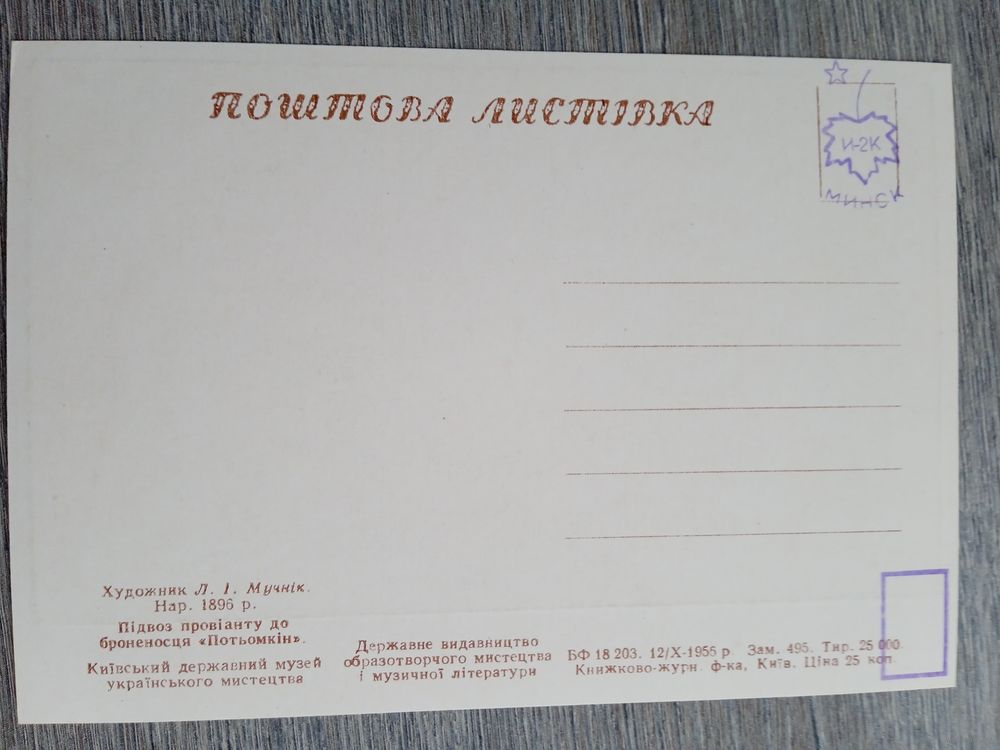 ПОШТОВА ЛИСТІВКА
И-2К
МИНСК
Художник Л. І. Мучнік.
Нар. 1896 р.
Підвоз провіанту до
броненосця «Потьомкін».
Київський державний музей
українського мистецтва
Державне видавництво
образотворчого мистецтва
і музичної літератури
БФ 18 203. 12/X-1956 р. Зам. 495. Тир. 25 000.
Книжково-журн. ф-ка, Київ. Ціна 25 коп.